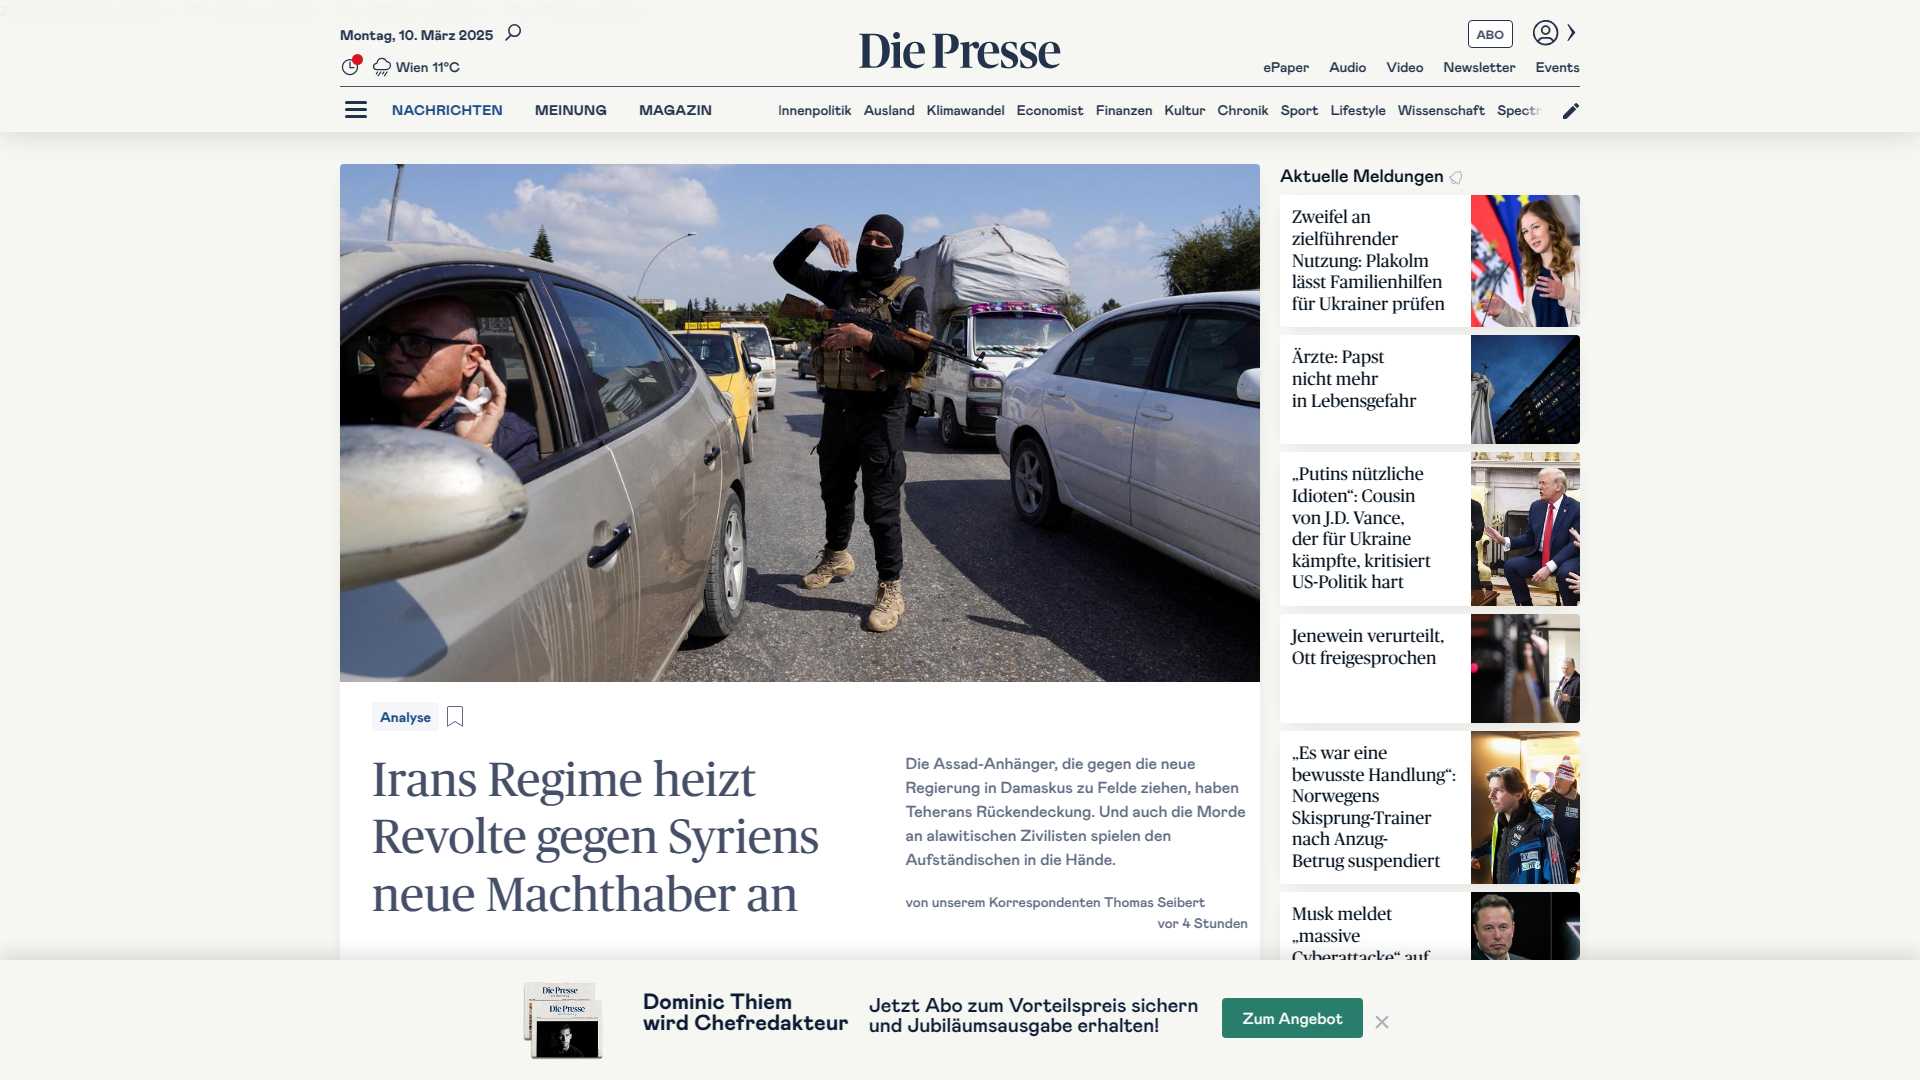 Montag, 10. März 2025
Die Presse
ABO
Wien 11°C
ePaper Audio Video Newsletter Events
NACHRICHTEN MEINUNG MAGAZIN
Innenpolitik Ausland Klimawandel Economist Finanzen Kultur Chronik Sport Lifestyle Wissenschaft Spectr
Analyse
Irans Regime heizt
Revolte gegen Syriens
neue Machthaber an
Die Assad-Anhänger, die gegen die neue
Regierung in Damaskus zu Felde ziehen, haben
Teherans Rückendeckung. Und auch die Morde
an alawitischen Zivilisten spielen den
Aufständischen in die Hände.
von unserem Korrespondenten Thomas Seibert
vor 4 Stunden
Aktuelle Meldungen
Zweifel an
zielführender
Nutzung: Plakolm
lässt Familienhilfen
für Ukrainer prüfen
Ärzte: Papst
nicht mehr
in Lebensgefahr
„Putins nützliche
Idioten“: Cousin
von J.D. Vance,
der für Ukraine
kämpfte, kritisiert
US-Politik hart
Jenewein verurteilt,
Ott freigesprochen
„Es war eine
bewusste Handlung“:
Norwegens
Skisprung-Trainer
nach Anzug-
Betrug suspendiert
Musk meldet
„massive
Cyberattacke“ auf
Die Presse
Die Presse
Dominic Thiem
wird Chefredakteur
Jetzt Abo zum Vorteilspreis sichern
und Jubiläumsausgabe erhalten!
Zum Angebot